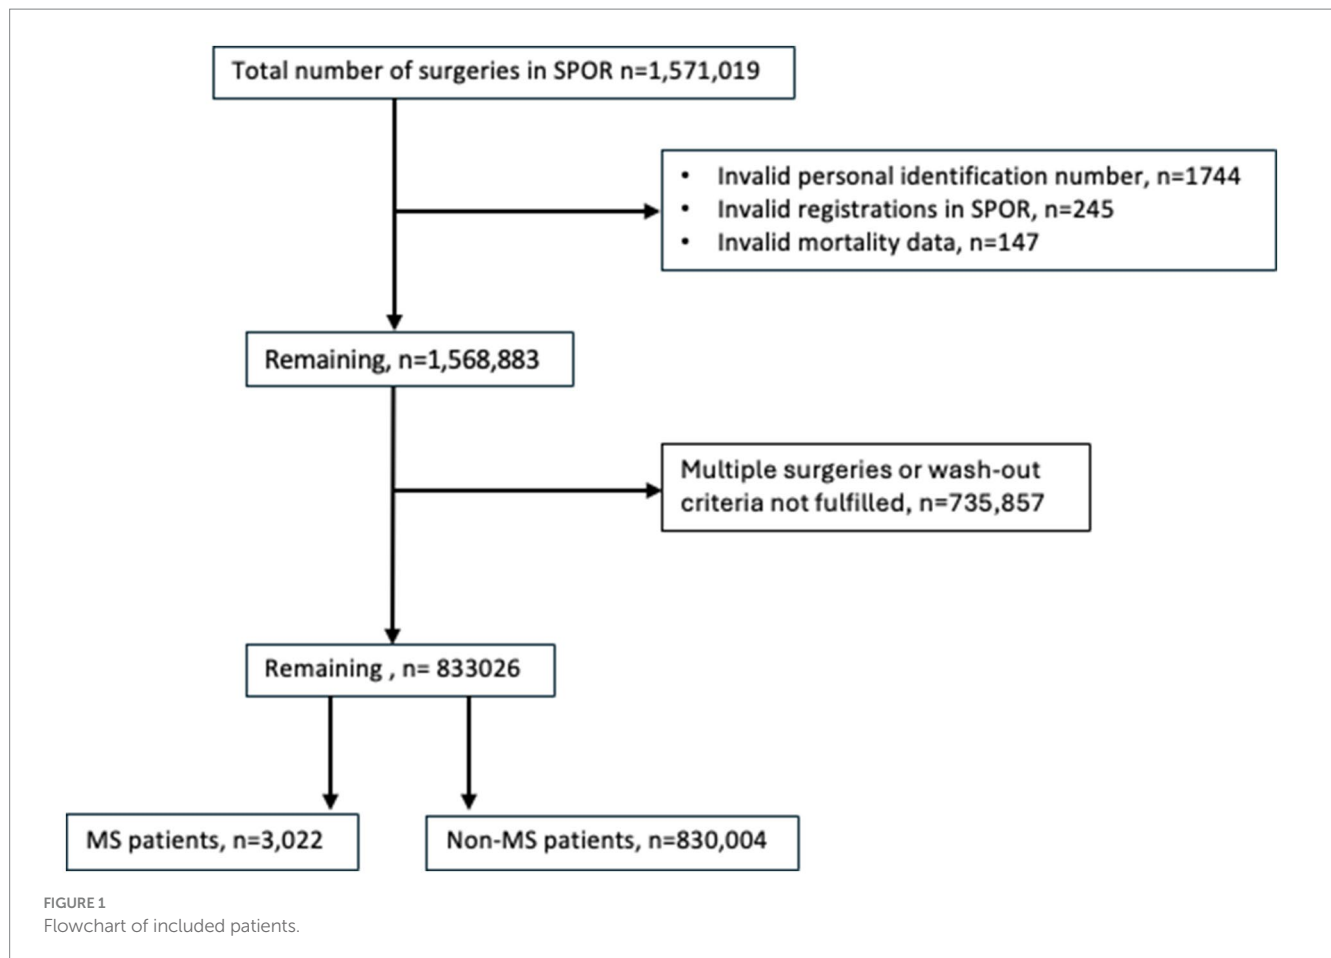 Total number of surgeries in SPOR n=1,571,019
• Invalid personal identification number, n=1744
• Invalid registrations in SPOR, n=245
• Invalid mortality data, n=147
Remaining, n=1,568,883
Multiple surgeries or wash-out
criteria not fulfilled, n=735,857
Remaining , n= 833026
MS patients, n=3,022
Non-MS patients, n=830,004
FIGURE 1
Flowchart of included patients.